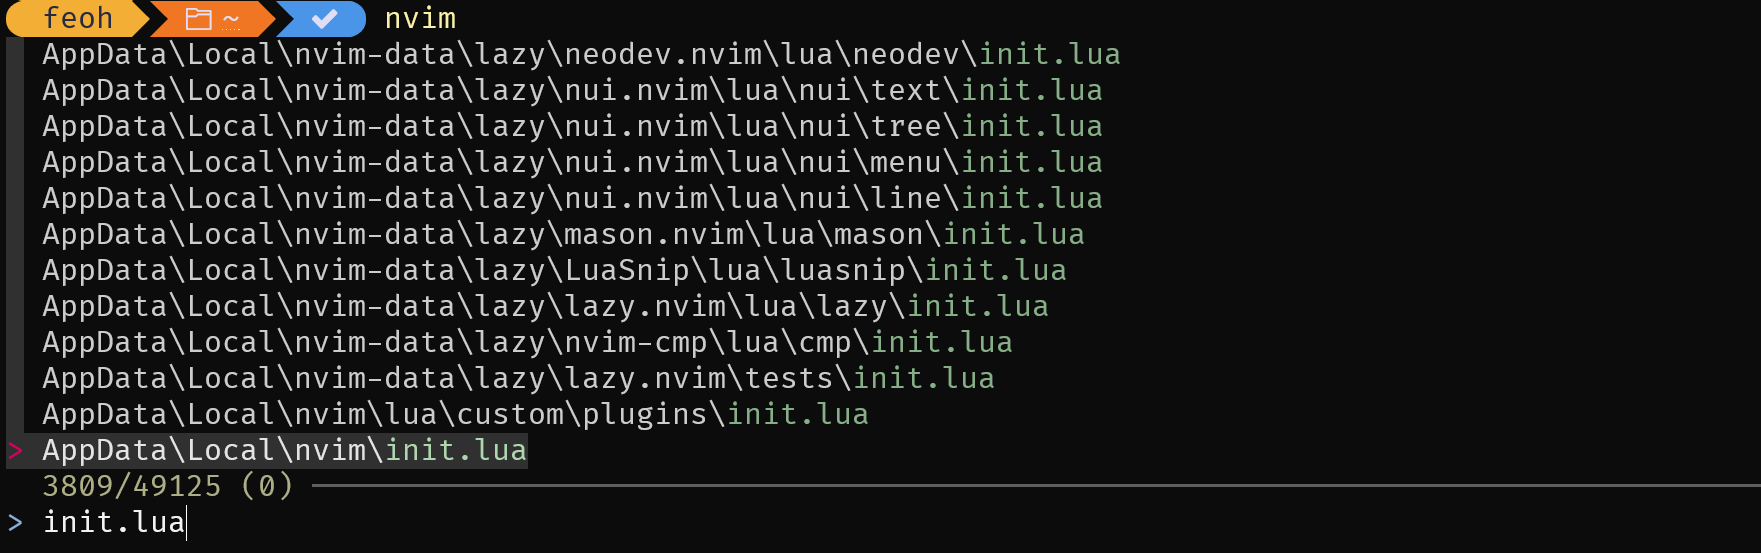 feoh ~ nvim
AppData\Local\nvim-data\lazy\neodev.nvim\lua\neodev\init.lua
AppData\Local\nvim-data\lazy\nui.nvim\lua\nui\text\init.lua
AppData\Local\nvim-data\lazy\nui.nvim\lua\nui\tree\init.lua
AppData\Local\nvim-data\lazy\nui.nvim\lua\nui\menu\init.lua
AppData\Local\nvim-data\lazy\nui.nvim\lua\nui\line\init.lua
AppData\Local\nvim-data\lazy\mason.nvim\lua\mason\init.lua
AppData\Local\nvim-data\lazy\LuaSnip\lua\luasnip\init.lua
AppData\Local\nvim-data\lazy\lazy.nvim\lua\lazy\init.lua
AppData\Local\nvim-data\lazy\nvim-cmp\lua\cmp\init.lua
AppData\Local\nvim-data\lazy\lazy.nvim\tests\init.lua
AppData\Local\nvim\lua\custom\plugins\init.lua
> AppData\Local\nvim\init.lua
3809/49125 (0)
> init.lua